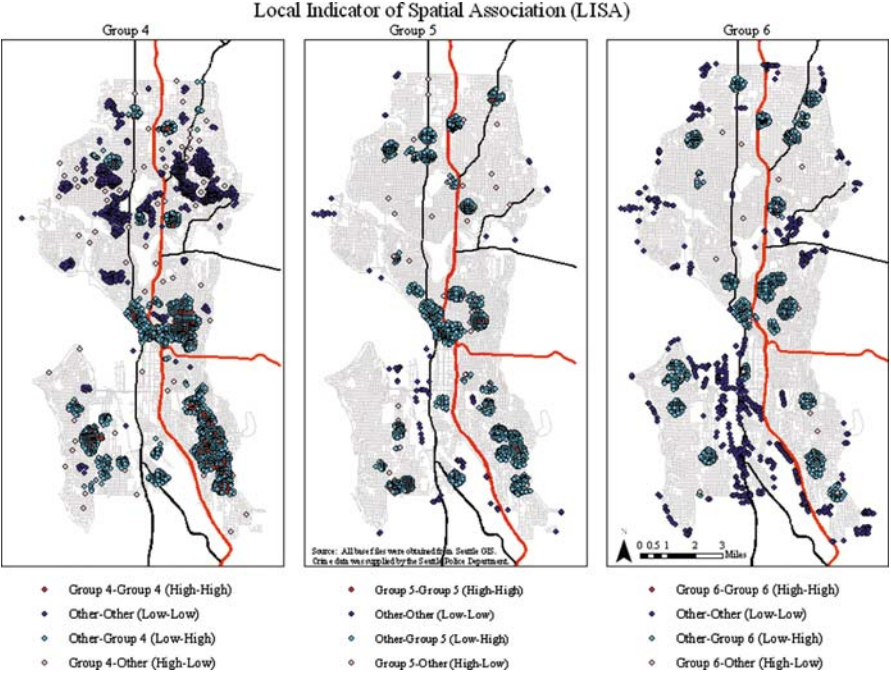 Local Indicator of Spatial Association (LISA)
Group 4
Group 5
Group 6
Source: All base files were obtained from Seattle GIS.
Crime data was supplied by the Seattle Police Department.
N
0 0.5 1 2 3
Miles
Group 4-Group 4 (High-High)
Other-Other (Low-Low)
Other-Group 4 (Low-High)
Group 4-Other (High-Low)
Group 5-Group 5 (High-High)
Other-Other (Low-Low)
Other-Group 5 (Low-High)
Group 5-Other (High-Low)
Group 6-Group 6 (High-High)
Other-Other (Low-Low)
Other-Group 6 (Low-High)
Group 6-Other (High-Low)